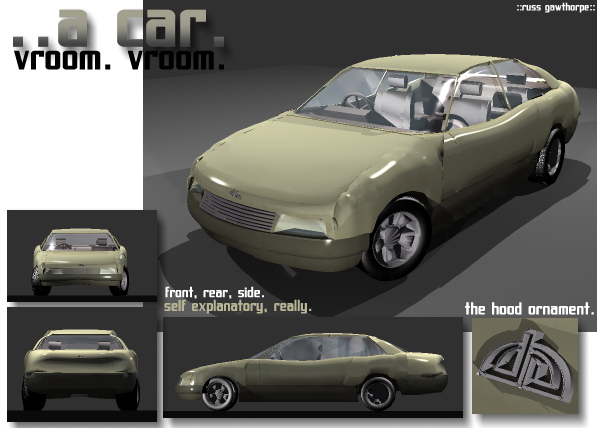 ..a car.
vroom. vroom.
::russ gawthorpe::
front, rear, side.
self explanatory, really.
the hood ornament.